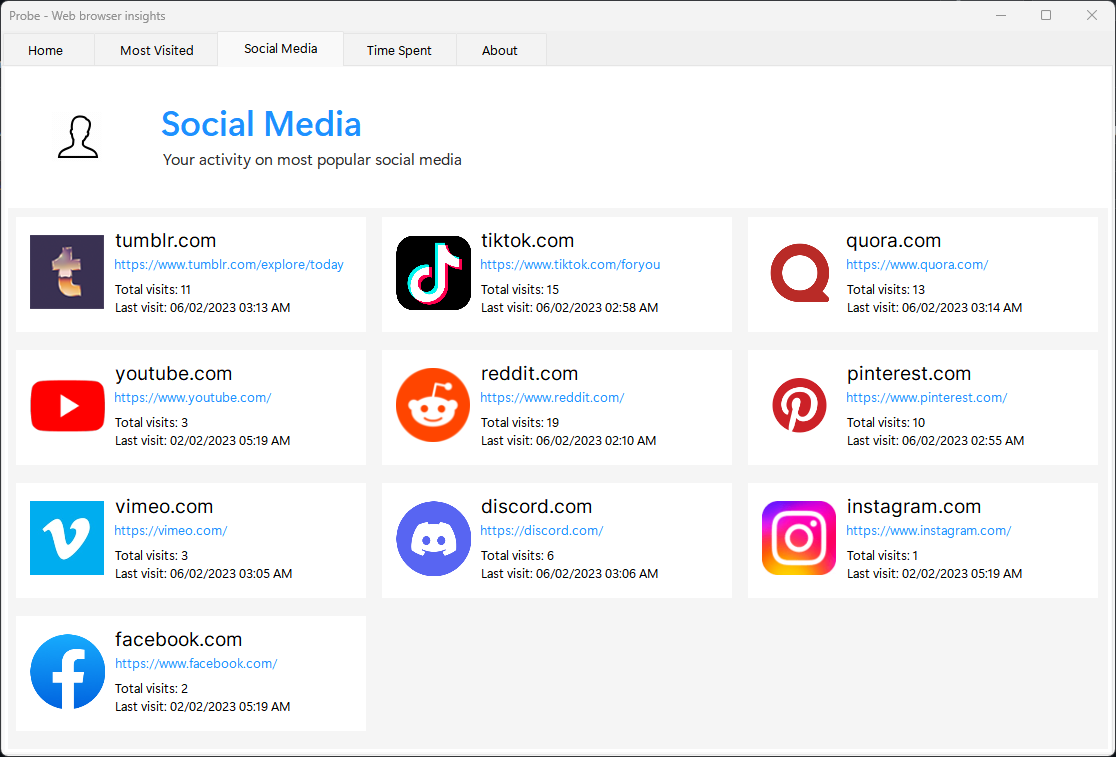 Probe - Web browser insights
Home
Most Visited
Social Media
Time Spent
About
Social Media
Your activity on most popular social media
tumblr.com
https://www.tumblr.com/explore/today
Total visits: 11
Last visit: 06/02/2023 03:13 AM
tiktok.com
https://www.tiktok.com/foryou
Total visits: 15
Last visit: 06/02/2023 02:58 AM
quora.com
https://www.quora.com/
Total visits: 13
Last visit: 06/02/2023 03:14 AM
youtube.com
https://www.youtube.com/
Total visits: 3
Last visit: 02/02/2023 05:19 AM
reddit.com
https://www.reddit.com/
Total visits: 19
Last visit: 06/02/2023 02:10 AM
pinterest.com
https://www.pinterest.com/
Total visits: 10
Last visit: 06/02/2023 02:55 AM
vimeo.com
https://vimeo.com/
Total visits: 3
Last visit: 06/02/2023 03:05 AM
discord.com
https://discord.com/
Total visits: 6
Last visit: 06/02/2023 03:06 AM
instagram.com
https://www.instagram.com/
Total visits: 1
Last visit: 02/02/2023 05:19 AM
facebook.com
https://www.facebook.com/
Total visits: 2
Last visit: 02/02/2023 05:19 AM